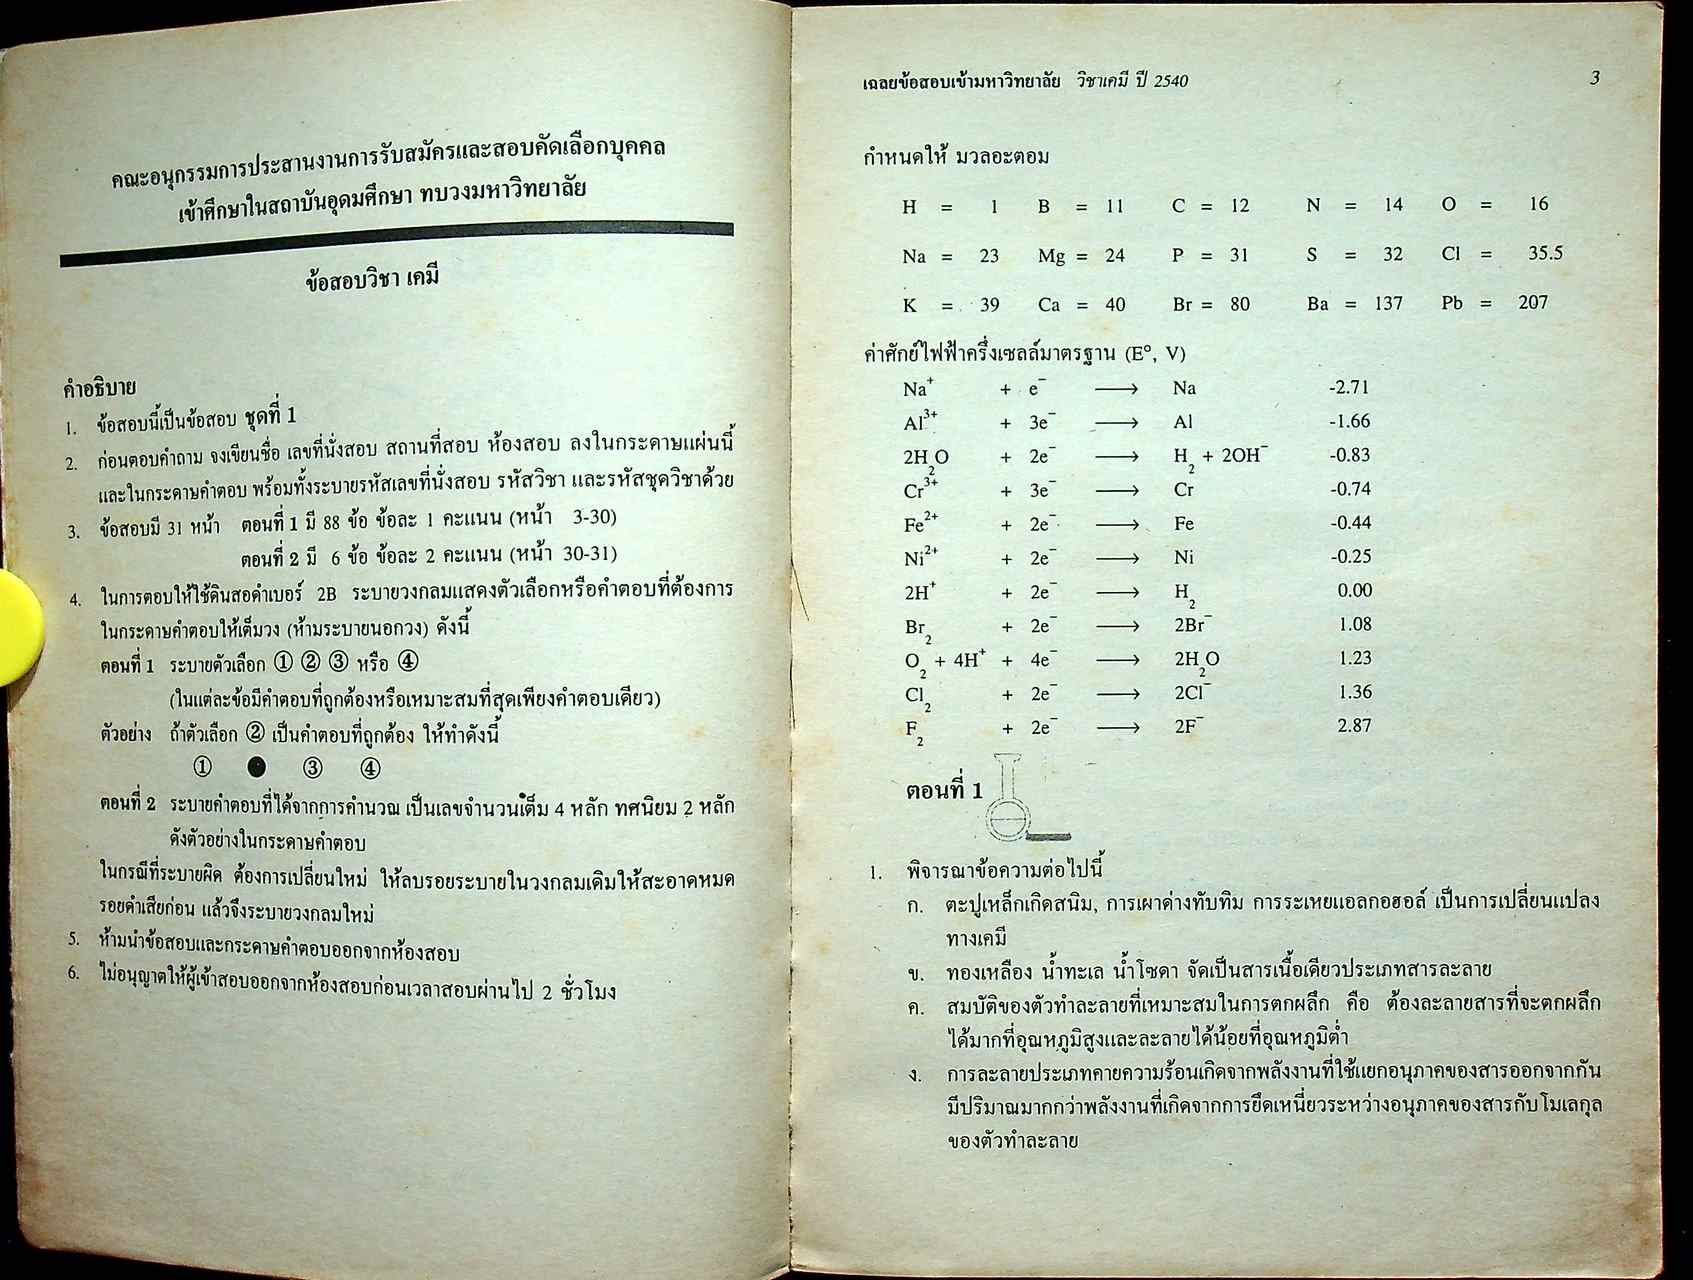 คณะอนุกรรมการประสานงานการรับสมัครและสอบคัดเลือกบุคคล
เข้าศึกษาในสถาบันอุดมศึกษา ทบวงมหาวิทยาลัย
ข้อสอบวิชา เคมี
คำอธิบาย
1. ข้อสอบนี้เป็นข้อสอบ ชุดที่ 1
2. ก่อนตอบคำถาม จงเขียนชื่อ เลขที่นั่งสอบ สถานที่สอบ ห้องสอบ ลงในกระดาษแผ่นนี้
และในกระดาษคำตอบ พร้อมทั้งระบายรหัสเลขที่นั่งสอบ รหัสวิชา และรหัสชุดวิชาด้วย
3. ข้อสอบมี 31 หน้า ตอนที่ 1 มี 88 ข้อ ข้อละ 1 คะแนน (หน้า 3-30)
ตอนที่ 2 มี 6 ข้อ ข้อละ 2 คะแนน (หน้า 30-31)
4. ในการตอบให้ใช้ดินสอดำเบอร์ 2B ระบายวงกลมแสดงตัวเลือกหรือคำตอบที่ต้องการ
ในกระดาษคำตอบให้เต็มวง (ห้ามระบายนอกวง) ดังนี้
ตอนที่ 1 ระบายตัวเลือก ① ② ③ หรือ ④
(ในแต่ละข้อมีคำตอบที่ถูกต้องหรือเหมาะสมที่สุดเพียงคำตอบเดียว)
ตัวอย่าง ถ้าตัวเลือก ② เป็นคำตอบที่ถูกต้อง ให้ทำดังนี้
① ● ③ ④
ตอนที่ 2 ระบายคำตอบที่ได้จากการคำนวณ เป็นเลขจำนวนเต็ม 4 หลัก ทศนิยม 2 หลัก
ดังตัวอย่างในกระดาษคำตอบ
ในกรณีที่ระบายผิด ต้องการเปลี่ยนใหม่ ให้ลบรอยระบายในวงกลมเดิมให้สะอาดหมด
รอยดำเสียก่อน แล้วจึงระบายวงกลมใหม่
5. ห้ามนำข้อสอบและกระดาษคำตอบออกจากห้องสอบ
6. ไม่อนุญาตให้ผู้เข้าสอบออกจากห้องสอบก่อนเวลาสอบผ่านไป 2 ชั่วโมง
เฉลยข้อสอบเข้ามหาวิทยาลัย วิชาเคมี ปี 2540 3
กำหนดให้ มวลอะตอม
H = 1 B = 11 C = 12 N = 14 O = 16
Na = 23 Mg = 24 P = 31 S = 32 Cl = 35.5
K = 39 Ca = 40 Br = 80 Ba = 137 Pb = 207
ค่าศักย์ไฟฟ้าครึ่งเซลล์มาตรฐาน (E°, V)
Na⁺ + e⁻ ⟶ Na -2.71
Al³⁺ + 3e⁻ ⟶ Al -1.66
2H₂O + 2e⁻ ⟶ H₂ + 2OH⁻ -0.83
Cr³⁺ + 3e⁻ ⟶ Cr -0.74
Fe²⁺ + 2e⁻ ⟶ Fe -0.44
Ni²⁺ + 2e⁻ ⟶ Ni -0.25
2H⁺ + 2e⁻ ⟶ H₂ 0.00
Br₂ + 2e⁻ ⟶ 2Br⁻ 1.08
O₂ + 4H⁺ + 4e⁻ ⟶ 2H₂O 1.23
Cl₂ + 2e⁻ ⟶ 2Cl⁻ 1.36
F₂ + 2e⁻ ⟶ 2F⁻ 2.87
ตอนที่ 1
1. พิจารณาข้อความต่อไปนี้
ก. ตะปูเหล็กเกิดสนิม, การเผาด่างทับทิม การระเหยแอลกอฮอล์ เป็นการเปลี่ยนแปลง
ทางเคมี
ข. ทองเหลือง น้ำทะเล น้ำโซดา จัดเป็นสารเนื้อเดียวประเภทสารละลาย
ค. สมบัติของตัวทำละลายที่เหมาะสมในการตกผลึก คือ ต้องละลายสารที่จะตกผลึก
ได้มากที่อุณหภูมิสูงและละลายได้น้อยที่อุณหภูมิต่ำ
ง. การละลายประเภทคายความร้อนเกิดจากพลังงานที่ใช้แยกอนุภาคของสารออกจากกัน
มีปริมาณมากกว่าพลังงานที่เกิดจากการยึดเหนี่ยวระหว่างอนุภาคของสารกับโมเลกุล
ของตัวทำละลาย